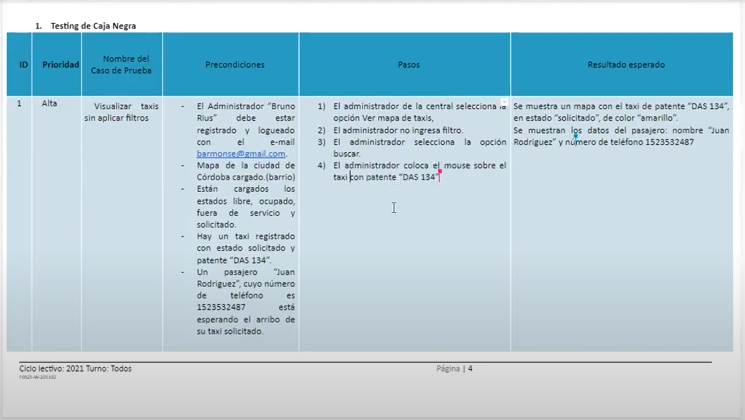 1. Testing de Caja Negra
ID
Prioridad
Nombre del
Caso de Prueba
Precondiciones
Pasos
Resultado esperado
1
Alta
Visualizar taxis
sin aplicar filtros
- El Administrador "Bruno
Rius" debe estar
registrado y logueado
con el e-mail
barmonse@gmail.com.
- Mapa de la ciudad de
Córdoba cargado.(barrio)
- Están cargados los
estados libre, ocupado,
fuera de servicio y
solicitado.
- Hay un taxi registrado
con estado solicitado y
patente "DAS 134".
- Un pasajero "Juan
Rodriguez", cuyo número
de teléfono es
1523532487 está
esperando el arribo de
su taxi solicitado.
1) El administrador de la central selecciona la
opción Ver mapa de taxis,
2) El administrador no ingresa filtro.
3) El administrador selecciona la opción
buscar.
4) El administrador coloca el mouse sobre el
taxi con patente "DAS 134"
Se muestra un mapa con el taxi de patente "DAS 134",
en estado "solicitado", de color "amarillo".
Se muestran los datos del pasajero: nombre "Juan
Rodriguez" y número de teléfono 1523532487
Ciclo lectivo: 2021 Turno: Todos
Página | 4